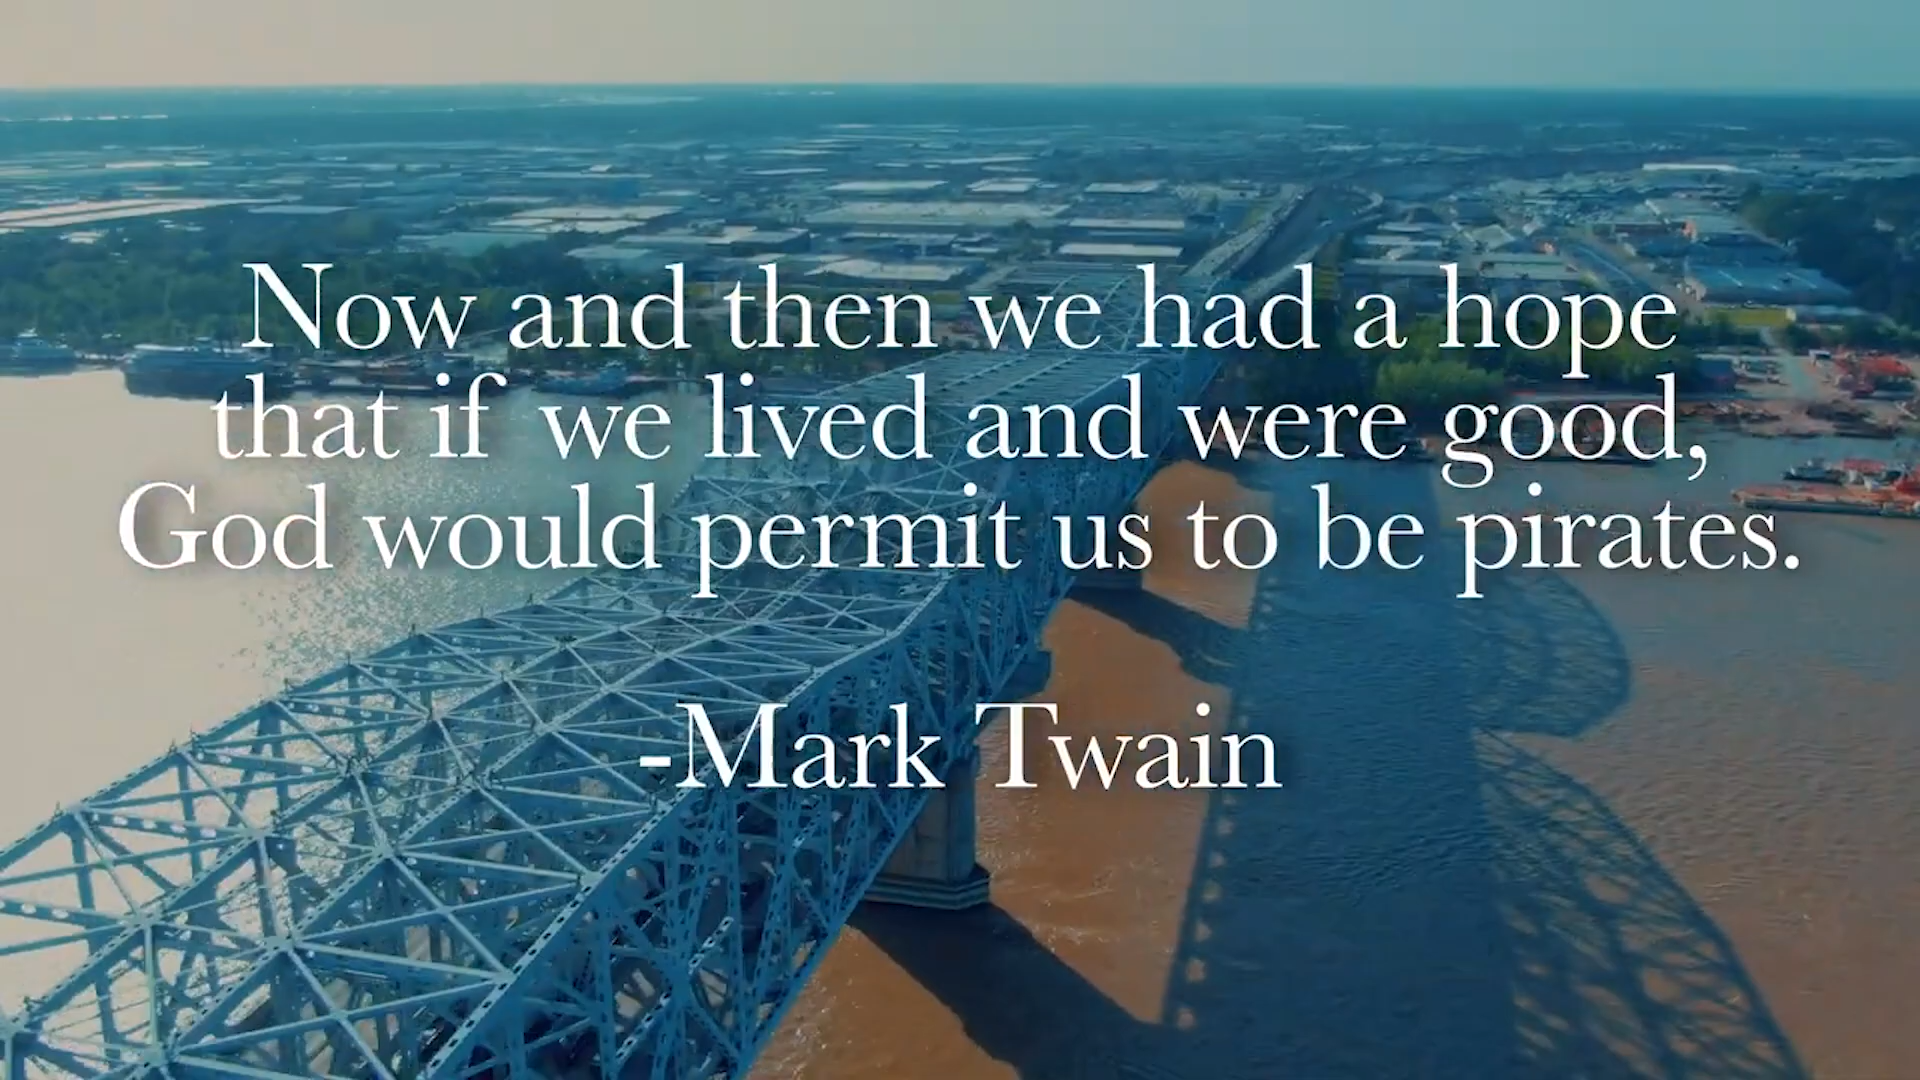 Now and then we had a hope
that if we lived and were good,
God would permit us to be pirates.
-Mark Twain